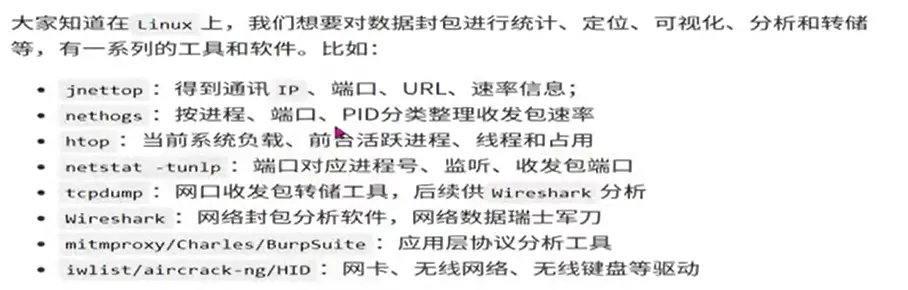 大家知道在 Linux 上，我们想要对数据封包进行统计、定位、可视化、分析和转储
等，有一系列的工具和软件。比如：
• jnettop：得到通讯 IP 、端口、URL、速率信息；
• nethogs：按进程、端口、PID分类整理收发包速率
• htop：当前系统负载、前台活跃进程、线程和占用
• netstat -tunlp：端口对应进程号、监听、收发包端口
• tcpdump：网口收发包转储工具，后续供 Wireshark 分析
• Wireshark：网络封包分析软件，网络数据瑞士军刀
• mitmproxy/Charles/BurpSuite：应用层协议分析工具
• iwlist/aircrack-ng/HID：网卡、无线网络、无线键盘等驱动